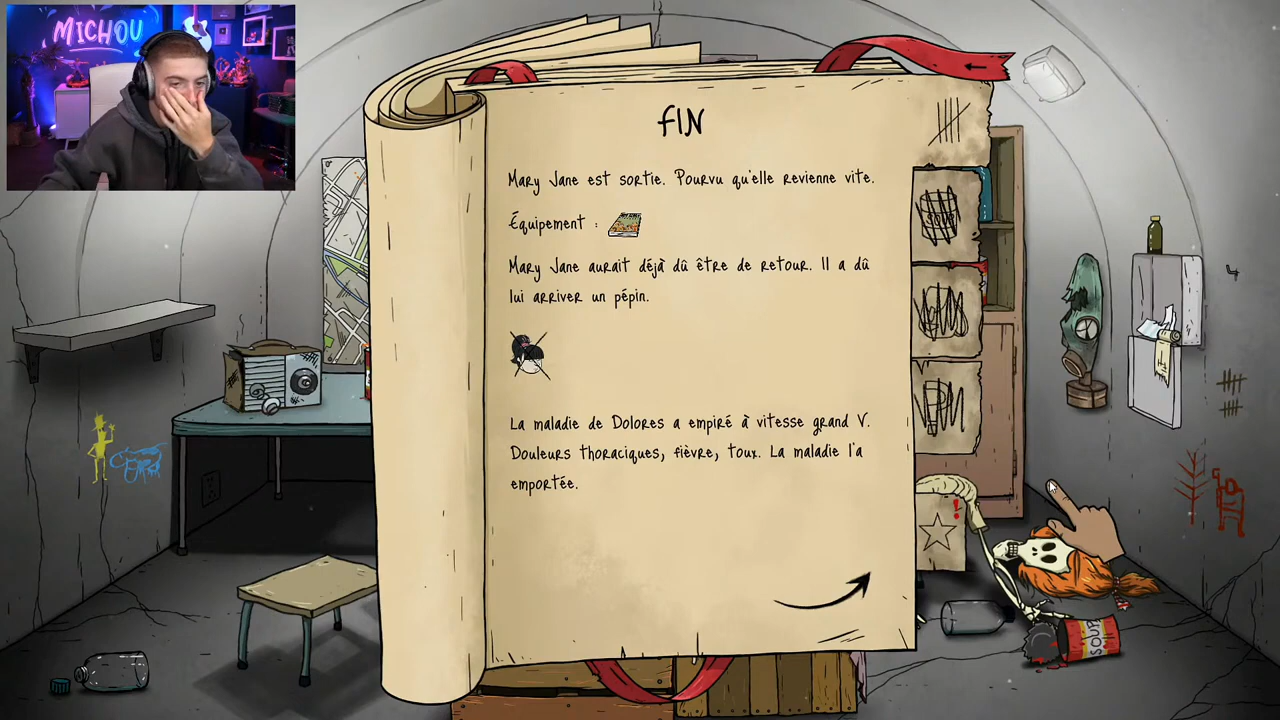 MICHOU
FIN
Mary Jane est sortie. Pourvu qu'elle revienne vite.
Équipement :
Mary Jane aurait déjà dû être de retour. Il a dû
lui arriver un pépin.
La maladie de Dolores a empiré à vitesse grand V.
Douleurs thoraciques, fièvre, toux. La maladie l'a
emportée.
SOUP